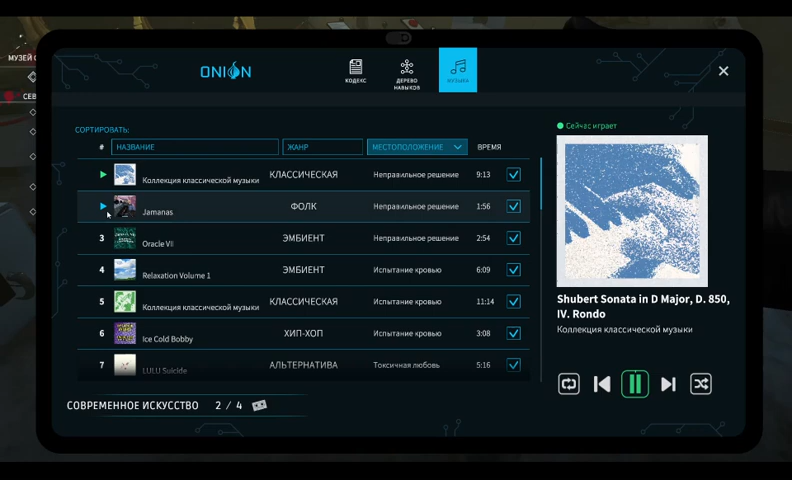 МУЗЕЙ С
СЕВ
ONION
КОДЕКС
ДЕРЕВО
НАВЫКОВ
МУЗЫКА
СОРТИРОВАТЬ:
# НАЗВАНИЕ ЖАНР МЕСТОПОЛОЖЕНИЕ ВРЕМЯ
Коллекция классической музыки КЛАССИЧЕСКАЯ Неправильное решение 9:13
Jamanas ФОЛК Неправильное решение 1:56
3 Oracle VII ЭМБИЕНТ Неправильное решение 2:54
4 Relaxation Volume 1 ЭМБИЕНТ Испытание кровью 6:09
5 Коллекция классической музыки КЛАССИЧЕСКАЯ Испытание кровью 11:14
6 Ice Cold Bobby ХИП-ХОП Испытание кровью 3:08
7 LULU Suicide АЛЬТЕРНАТИВА Токсичная любовь 5:16
СОВРЕМЕННОЕ ИСКУССТВО 2 / 4
Сейчас играет
Shubert Sonata in D Major, D. 850,
IV. Rondo
Коллекция классической музыки